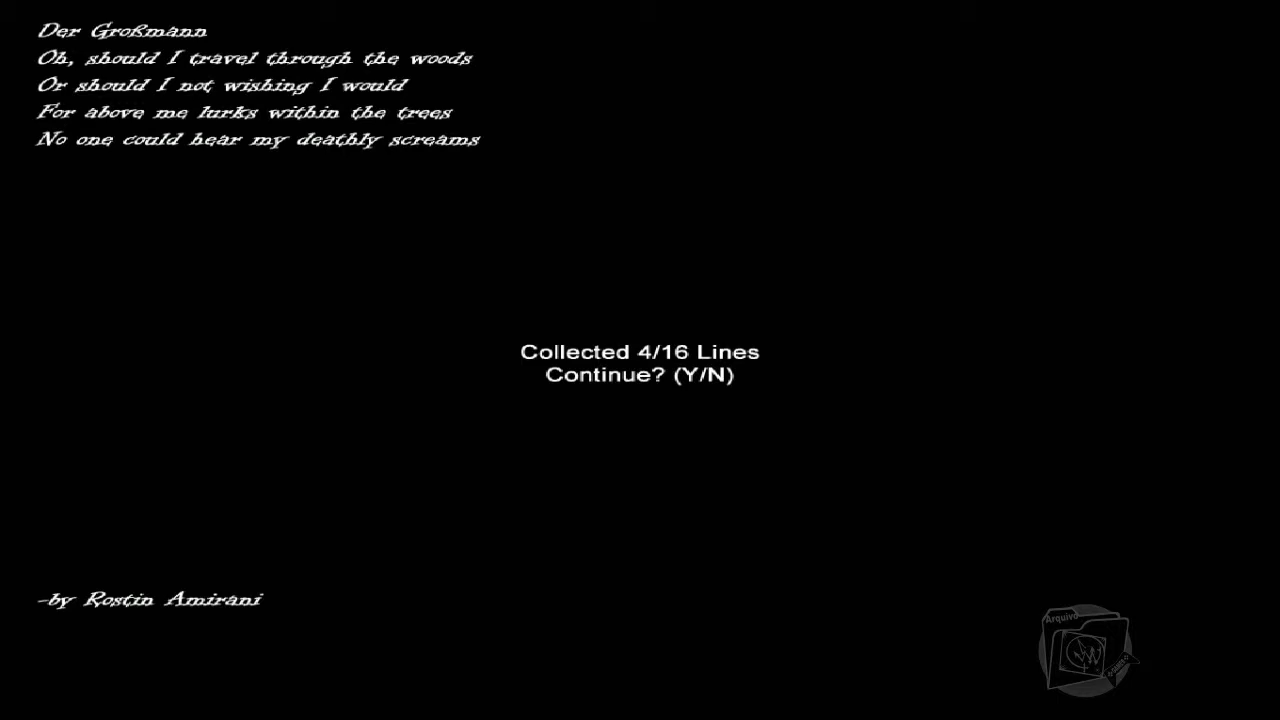 Der Großmann
Oh, should I travel through the woods
Or should I not wishing I would
For above me lurks within the trees
No one could hear my deathly screams
Collected 4/16 Lines
Continue? (Y/N)
-by Rostin Amirani
Arquivo